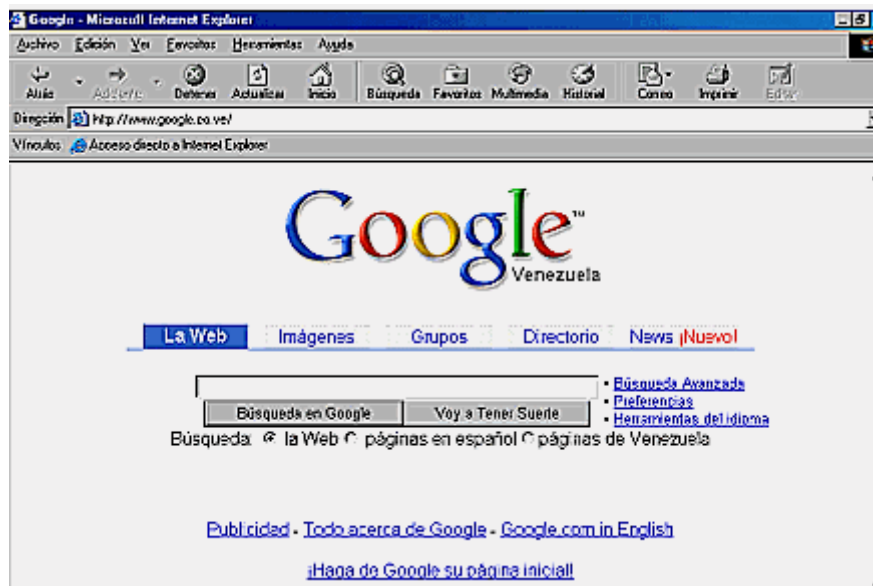 Google - Microsoft Internet Explorer
Archivo Edición Ver Favoritos Herramientas Ayuda
Atrás Adelante Detener Actualizar Inicio Búsqueda Favoritos Multimedia Historial Correo Imprimir Editar
Dirección http://www.google.co.ve/
Vínculos Acceso directo a Internet Explorer
Google™
Venezuela
La Web Imágenes Grupos Directorio News ¡Nuevo!
• Búsqueda Avanzada
• Preferencias
• Herramientas del idioma
Búsqueda en Google Voy a Tener Suerte
Búsqueda: la Web páginas en español páginas de Venezuela
Publicidad - Todo acerca de Google - Google.com in English
¡Haga de Google su página inicial!